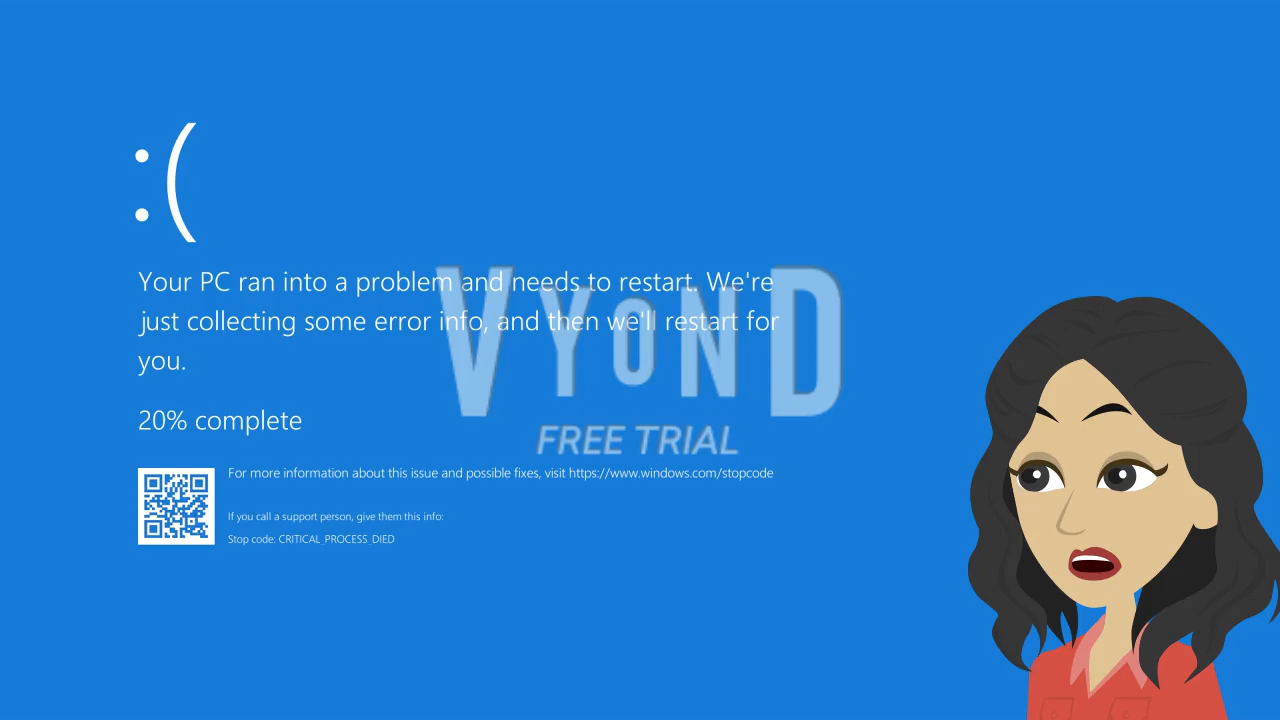 :(
Your PC ran into a problem and needs to restart. We're
just collecting some error info, and then we'll restart for
you.
20% complete
For more information about this issue and possible fixes, visit https://www.windows.com/stopcode
If you call a support person, give them this info:
Stop code: CRITICAL_PROCESS_DIED
VYOND
FREE TRIAL